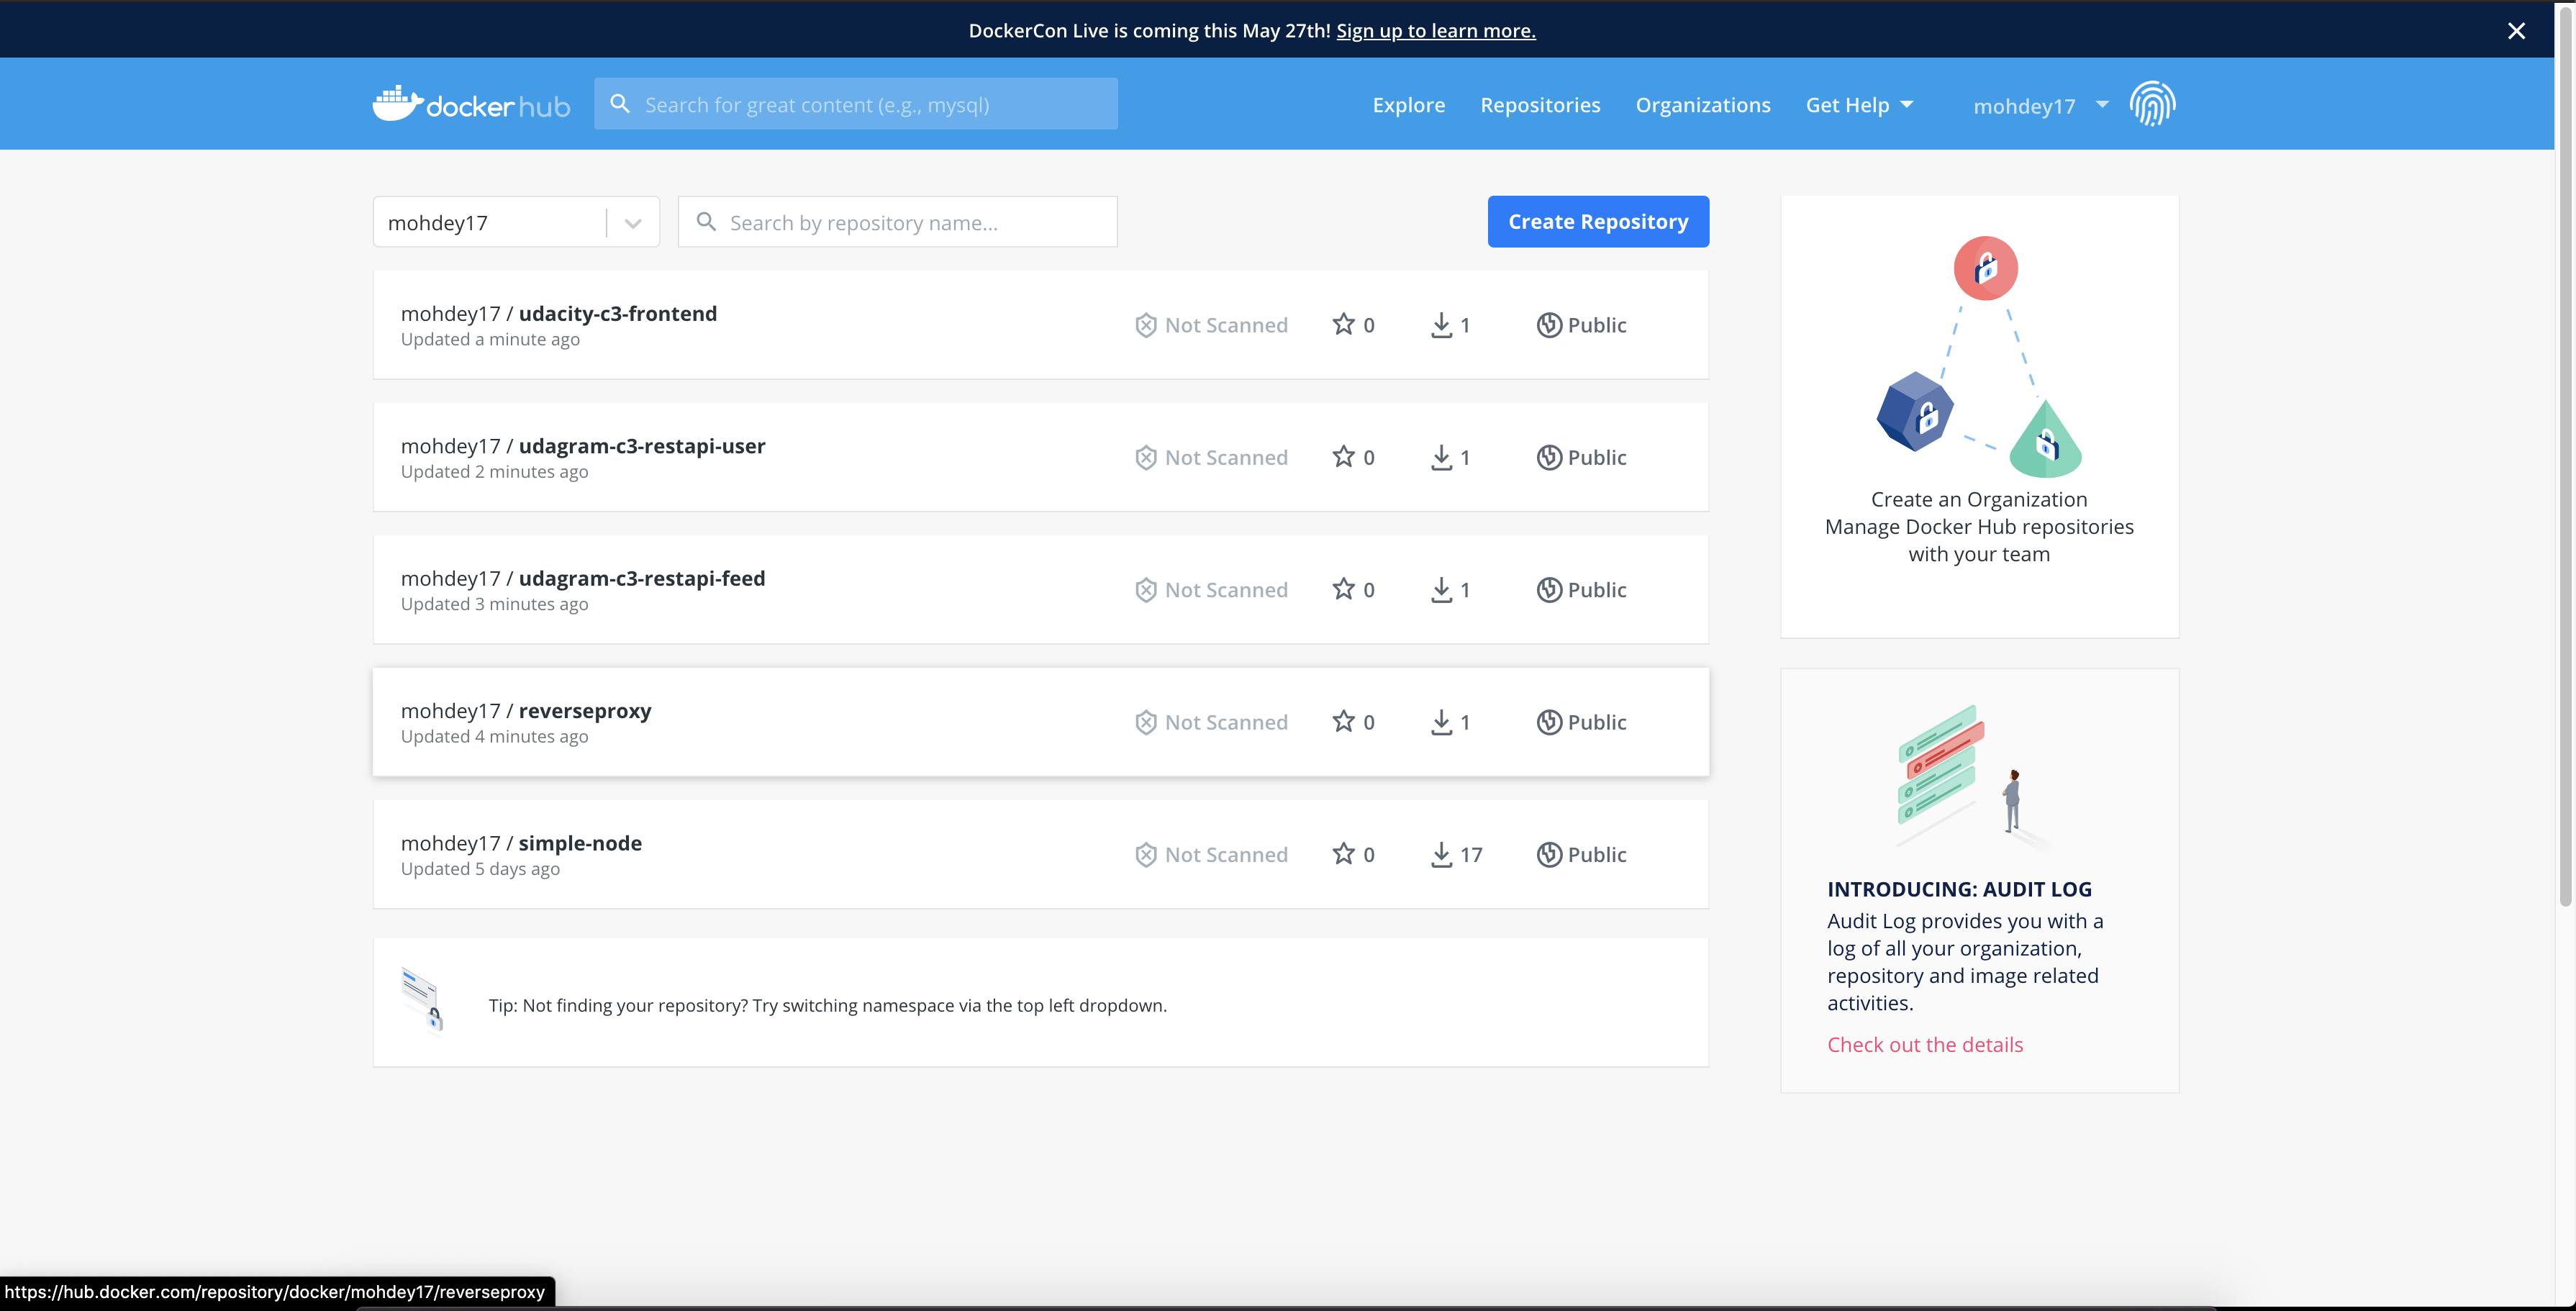 DockerCon Live is coming this May 27th! Sign up to learn more.
docker hub
Search for great content (e.g., mysql)
Explore
Repositories
Organizations
Get Help
mohdey17
mohdey17
Search by repository name...
Create Repository
mohdey17 / udacity-c3-frontend
Updated a minute ago
Not Scanned
0
1
Public
mohdey17 / udagram-c3-restapi-user
Updated 2 minutes ago
Not Scanned
0
1
Public
mohdey17 / udagram-c3-restapi-feed
Updated 3 minutes ago
Not Scanned
0
1
Public
mohdey17 / reverseproxy
Updated 4 minutes ago
Not Scanned
0
1
Public
mohdey17 / simple-node
Updated 5 days ago
Not Scanned
0
17
Public
Tip: Not finding your repository? Try switching namespace via the top left dropdown.
Create an Organization
Manage Docker Hub repositories
with your team
INTRODUCING: AUDIT LOG
Audit Log provides you with a
log of all your organization,
repository and image related
activities.
Check out the details
https://hub.docker.com/repository/docker/mohdey17/reverseproxy